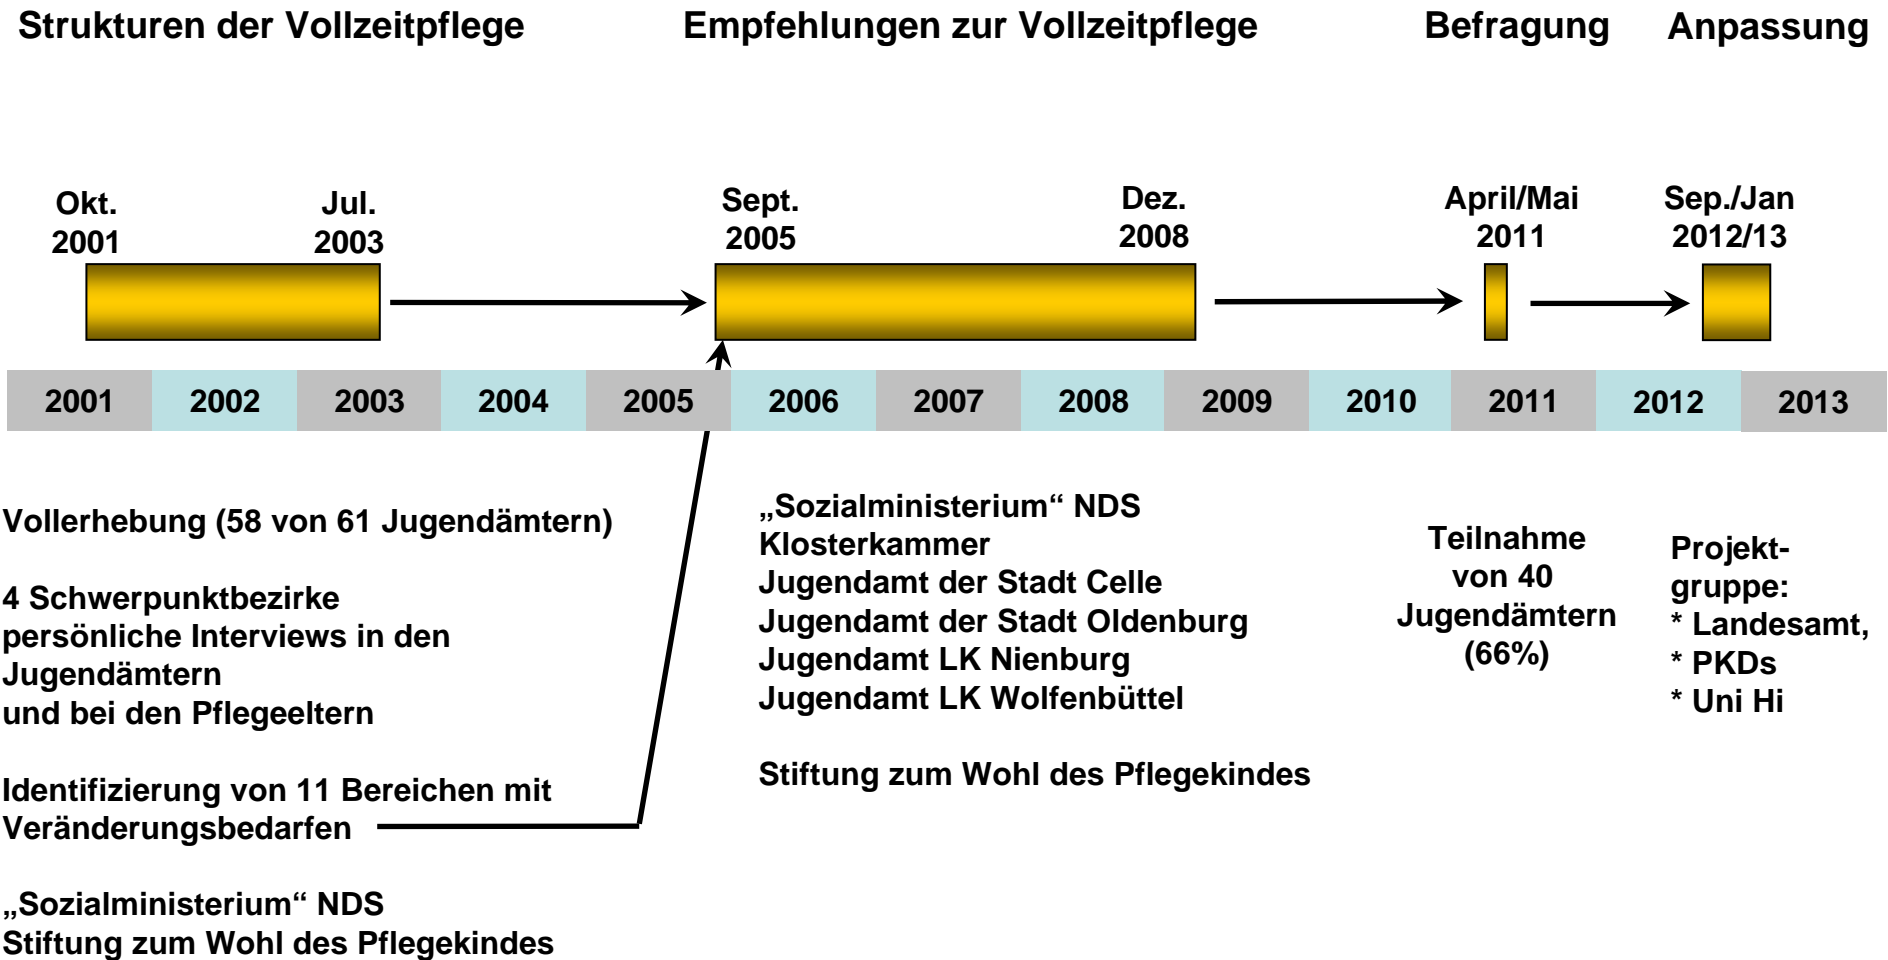 Strukturen der Vollzeitpflege
Empfehlungen zur Vollzeitpflege
Befragung
Anpassung
Okt.
2001
Jul.
2003
Sept.
2005
Dez.
2008
April/Mai
2011
Sep./Jan
2012/13
2001 2002 2003 2004 2005 2006 2007 2008 2009 2010 2011 2012 2013
Vollerhebung (58 von 61 Jugendämtern)
4 Schwerpunktbezirke
persönliche Interviews in den
Jugendämtern
und bei den Pflegeeltern
Identifizierung von 11 Bereichen mit
Veränderungsbedarfen
„Sozialministerium“ NDS
Stiftung zum Wohl des Pflegekindes
„Sozialministerium“ NDS
Klosterkammer
Jugendamt der Stadt Celle
Jugendamt der Stadt Oldenburg
Jugendamt LK Nienburg
Jugendamt LK Wolfenbüttel
Stiftung zum Wohl des Pflegekindes
Teilnahme
von 40
Jugendämtern
(66%)
Projekt-
gruppe:
* Landesamt,
* PKDs
* Uni Hi